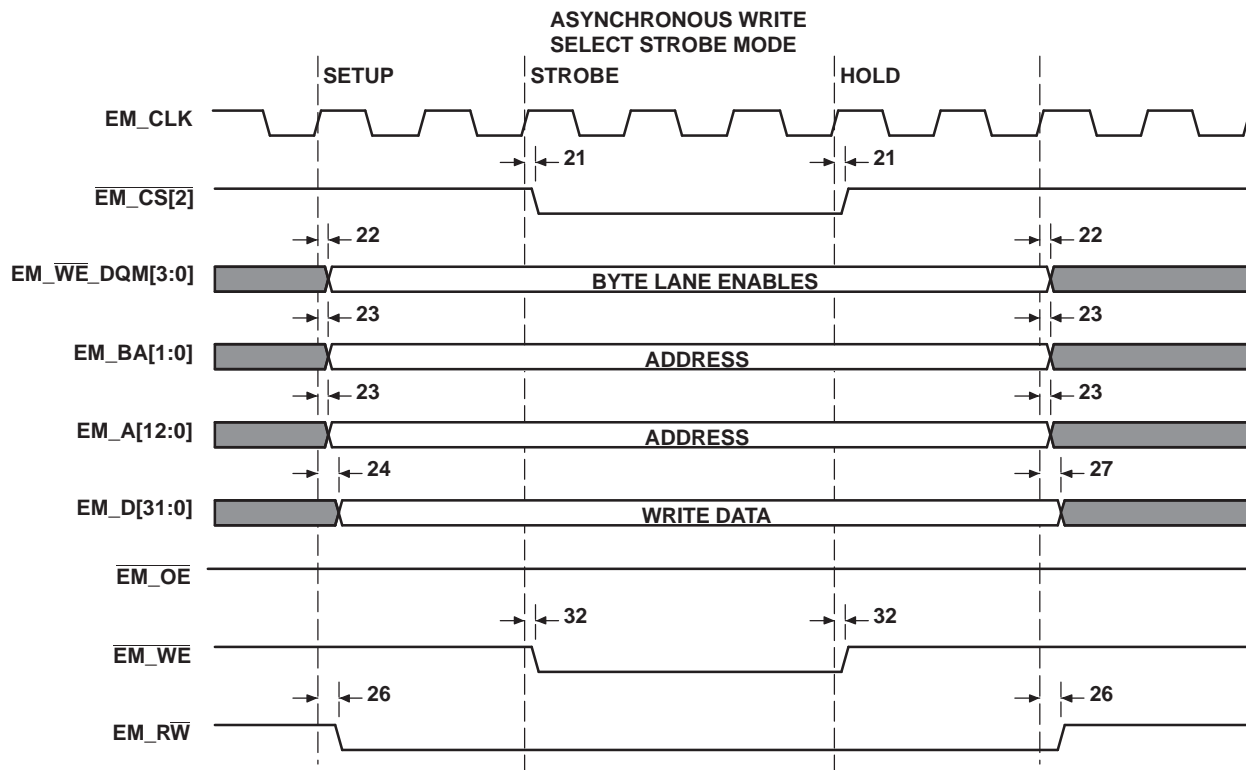 ASYNCHRONOUS WRITE
SELECT STROBE MODE
SETUP STROBE HOLD
EM_CLK
21 21
EM_CS[2]
22 22
EM_WE_DQM[3:0] BYTE LANE ENABLES
23 23
EM_BA[1:0] ADDRESS
23 23
EM_A[12:0] ADDRESS
24 27
EM_D[31:0] WRITE DATA
EM_OE
32 32
EM_WE
26 26
EM_RW